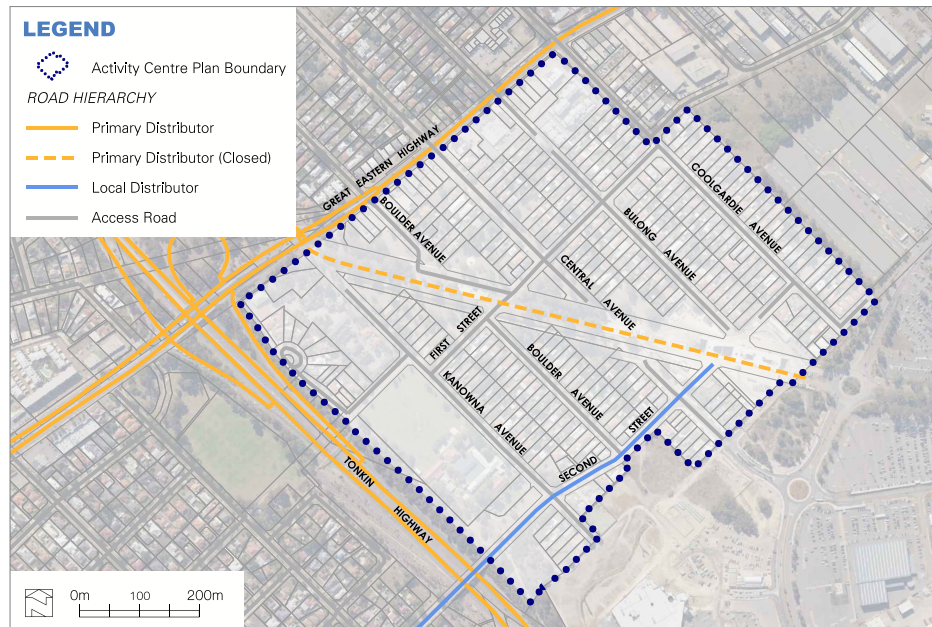 LEGEND
Activity Centre Plan Boundary
ROAD HIERARCHY
Primary Distributor
Primary Distributor (Closed)
Local Distributor
Access Road
GREAT EASTERN HIGHWAY
BOULDER AVENUE
COOLGARDIE AVENUE
BULONG AVENUE
CENTRAL AVENUE
FIRST STREET
BOULDER AVENUE
KANOWNA AVENUE
SECOND STREET
TONKIN HIGHWAY
0m 100 200m